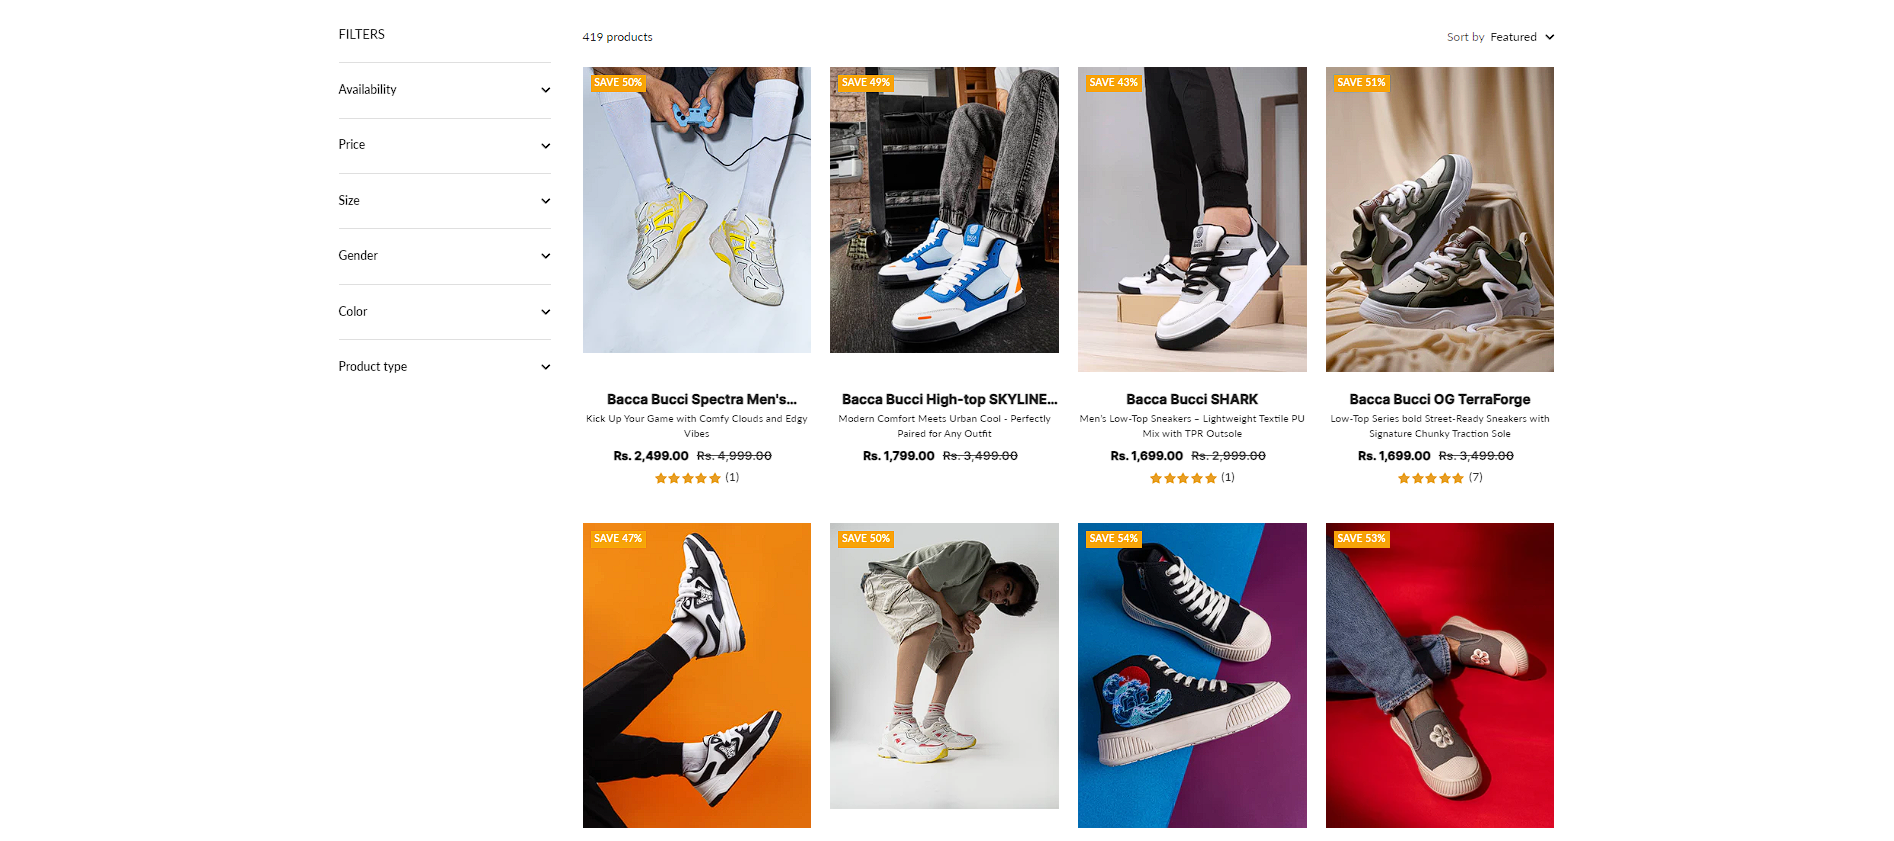 FILTERS
Availability
Price
Size
Gender
Color
Product type
419 products
Sort by Featured
SAVE 50%
Bacca Bucci Spectra Men's...
Kick Up Your Game with Comfy Clouds and Edgy
Vibes
Rs. 2,499.00 Rs. 4,999.00
(1)
SAVE 49%
Bacca Bucci High-top SKYLINE...
Modern Comfort Meets Urban Cool - Perfectly
Paired for Any Outfit
Rs. 1,799.00 Rs. 3,499.00
SAVE 43%
Bacca Bucci SHARK
Men's Low-Top Sneakers – Lightweight Textile PU
Mix with TPR Outsole
Rs. 1,699.00 Rs. 2,999.00
(1)
SAVE 51%
Bacca Bucci OG TerraForge
Low-Top Series bold Street-Ready Sneakers with
Signature Chunky Traction Sole
Rs. 1,699.00 Rs. 3,499.00
(7)
SAVE 47%
SAVE 50%
SAVE 54%
SAVE 53%